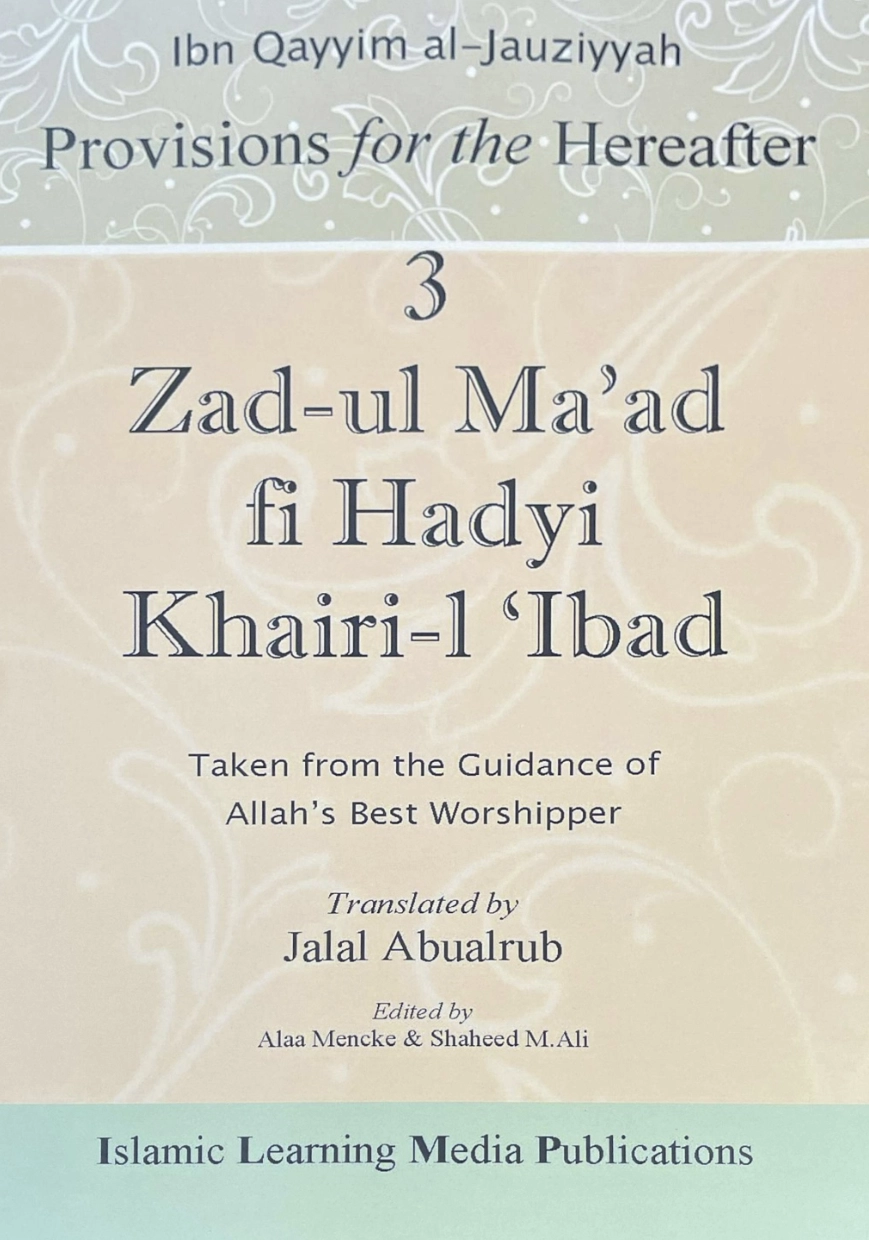 Ibn Qayyim al-Jauziyyah
Provisions for the Hereafter
3
Zad-ul Ma’ad
fi Hadyi
Khairi-l ‘Ibad
Taken from the Guidance of
Allah’s Best Worshipper
Translated by
Jalal Abualrub
Edited by
Alaa Mencke & Shaheed M.Ali
Islamic Learning Media Publications